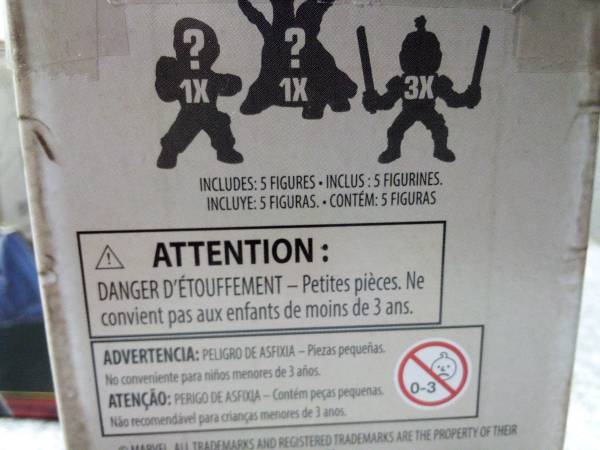 ? ?
1X 1X 3X
INCLUDES: 5 FIGURES • INCLUS : 5 FIGURINES.
INCLUYE: 5 FIGURAS. • CONTÉM: 5 FIGURAS
ATTENTION :
DANGER D'ÉTOUFFEMENT – Petites pièces. Ne
convient pas aux enfants de moins de 3 ans.
ADVERTENCIA: PELIGRO DE ASFIXIA – Piezas pequeñas.
No conveniente para niños menores de 3 años.
ATENÇÃO: PERIGO DE ASFIXIA – Contém peças pequenas.
Não recomendável para crianças menores de 3 anos.
0-3
© MARVEL. ALL TRADEMARKS AND REGISTERED TRADEMARKS ARE THE PROPERTY OF THEIR